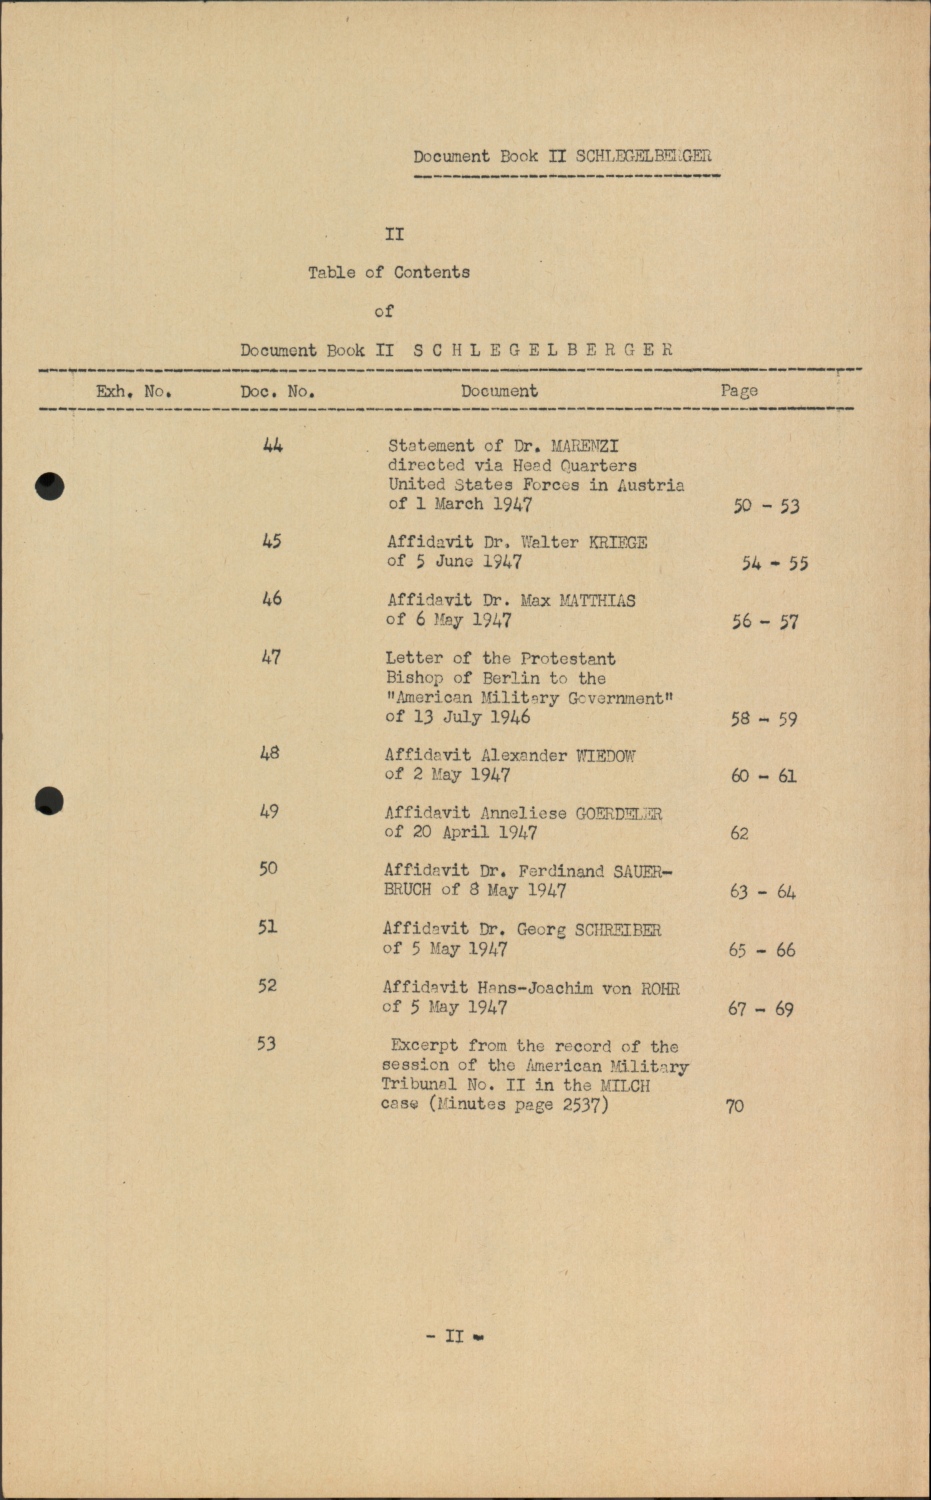 Document Book II SCHLEGELBERGER
II
Table of Contents
of
Document Book II S C H L E G E L B E R G E R
Exh. No. Doc. No. Document Page
44 Statement of Dr. MARENZI
directed via Head Quarters
United States Forces in Austria
of 1 March 1947 50 - 53
45 Affidavit Dr. Walter KRIEGE
of 5 June 1947 54 - 55
46 Affidavit Dr. Max MATTHIAS
of 6 May 1947 56 - 57
47 Letter of the Protestant
Bishop of Berlin to the
"American Military Government"
of 13 July 1946 58 - 59
48 Affidavit Alexander WIEDOW
of 2 May 1947 60 - 61
49 Affidavit Anneliese GOERDELER
of 20 April 1947 62
50 Affidavit Dr. Ferdinand SAUER-
BRUCH of 8 May 1947 63 - 64
51 Affidavit Dr. Georg SCHREIBER
of 5 May 1947 65 - 66
52 Affidavit Hans-Joachim von ROHR
of 5 May 1947 67 - 69
53 Excerpt from the record of the
session of the American Military
Tribunal No. II in the MILCH
case (Minutes page 2537) 70
- II -